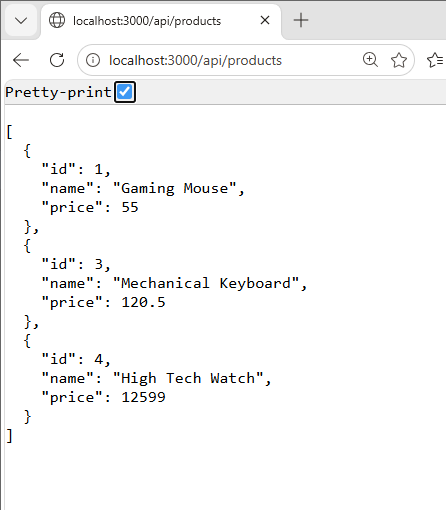 localhost:3000/api/products
localhost:3000/api/products
Pretty-print
[
  {
    "id": 1,
    "name": "Gaming Mouse",
    "price": 55
  },
  {
    "id": 3,
    "name": "Mechanical Keyboard",
    "price": 120.5
  },
  {
    "id": 4,
    "name": "High Tech Watch",
    "price": 12599
  }
]